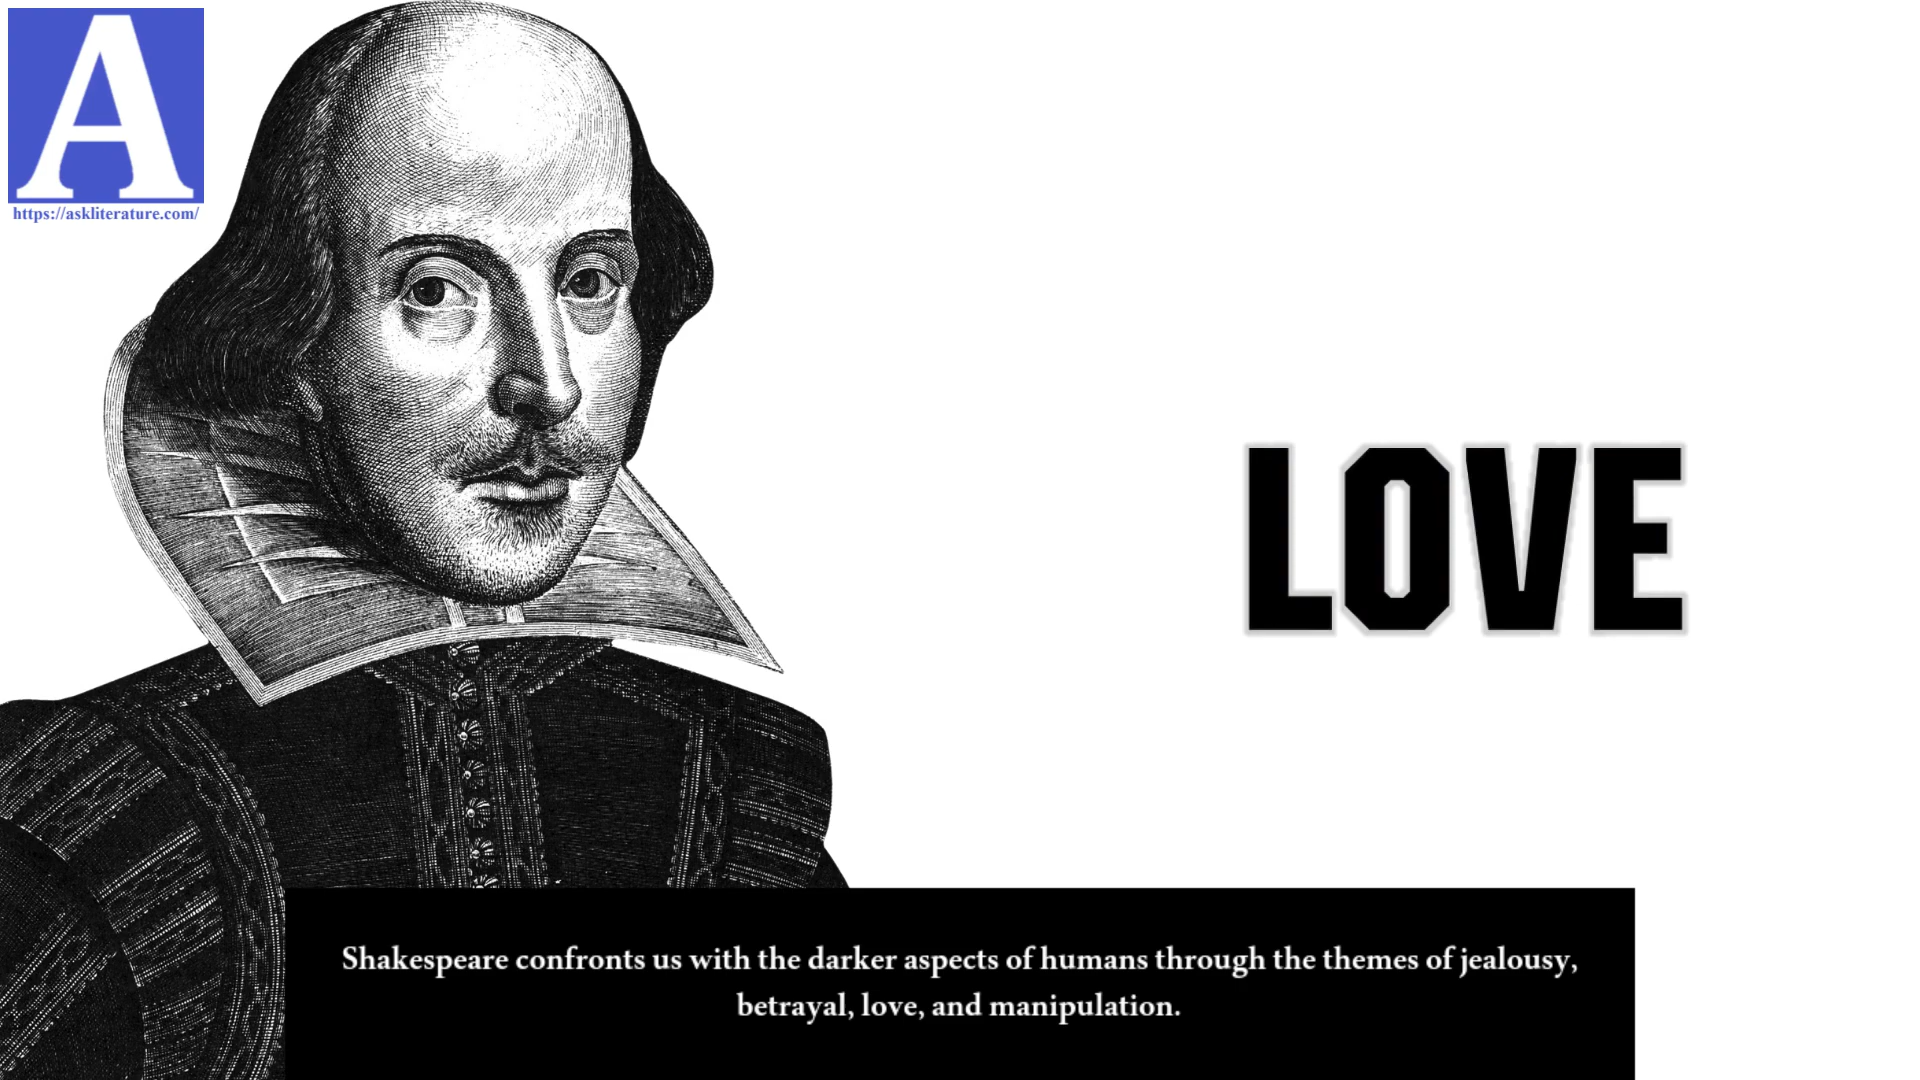 A
https://askliterature.com/
LOVE
Shakespeare confronts us with the darker aspects of humans through the themes of jealousy,
betrayal, love, and manipulation.